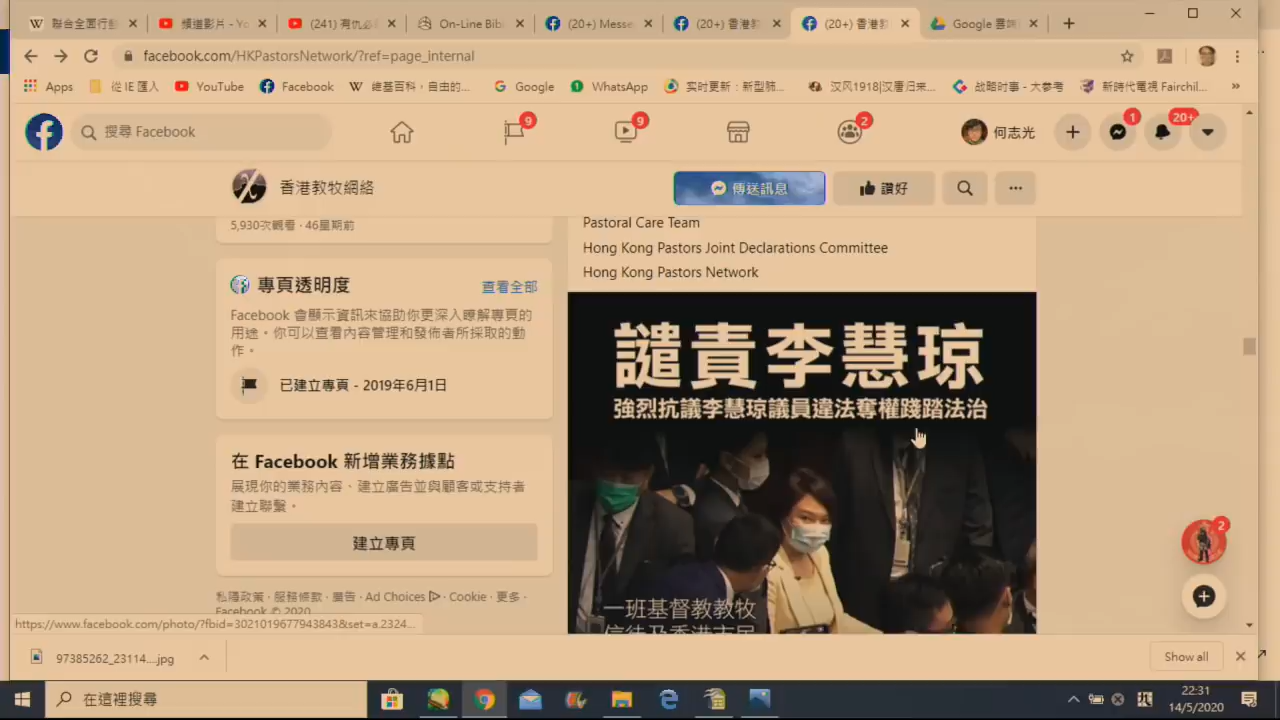 聯合全面行動
頻道影片 - Yo
(241) 有仇必
On-Line Bib
(20+) Messe
(20+) 香港教
(20+) 香港教
Google 雲端
facebook.com/HKPastorsNetwork/?ref=page_internal
Apps
從 IE 匯入
YouTube
Facebook
維基百科，自由的...
Google
WhatsApp
实时更新：新型肺...
汉风1918|汉唐归来...
战略时事 - 大参考
新時代電視 Fairchil...
搜尋 Facebook
9
9
2
何志光
1
20+
香港教牧網絡
傳送訊息
讚好
5,930次觀看 · 46星期前
專頁透明度
查看全部
Facebook 會顯示資訊來協助你更深入瞭解專頁的
用途。你可以查看內容管理和發佈者所採取的動
作。
已建立專頁 - 2019年6月1日
在 Facebook 新增業務據點
展現你的業務內容、建立廣告並與顧客或支持者
建立聯繫。
建立專頁
私隱政策 · 服務條款 · 廣告 · Ad Choices · Cookie · 更多 ·
Facebook © 2020
Pastoral Care Team
Hong Kong Pastors Joint Declarations Committee
Hong Kong Pastors Network
譴責李慧琼
強烈抗議李慧琼議員違法奪權踐踏法治
一班基督教教牧
信徒及香港市民
2
https://www.facebook.com/photo/?fbid=3021019677943843&set=a.2324...
97385262_23114....jpg
Show all
在這裡搜尋
22:31
14/5/2020